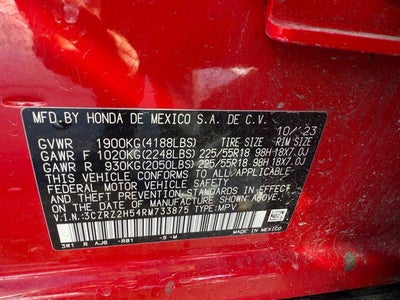 MFD.BY HONDA DE MEXICO S.A. DE C.V.
10/23
GVWR 1900KG(4188LBS) TIRE SIZE RIM SIZE
GAWR F 1020KG(2248LBS) 225/55R18 98H 18X7.0J
GAWR R 930KG(2050LBS) 225/55R18 98H 18X7.0J
THIS VEHICLE CONFORMS TO ALL APPLICABLE
FEDERAL MOTOR VEHICLE SAFETY
AND THEFT PREVENTION STANDARDS IN EFFECT
ON THE DATE OF MANUFACTURE SHOWN ABOVE.
V.I.N.:3CZRZ2H54RM733875 TYPE:MPV
3W1 R AJ6 -R01 -S -M
MADE IN MEXICO